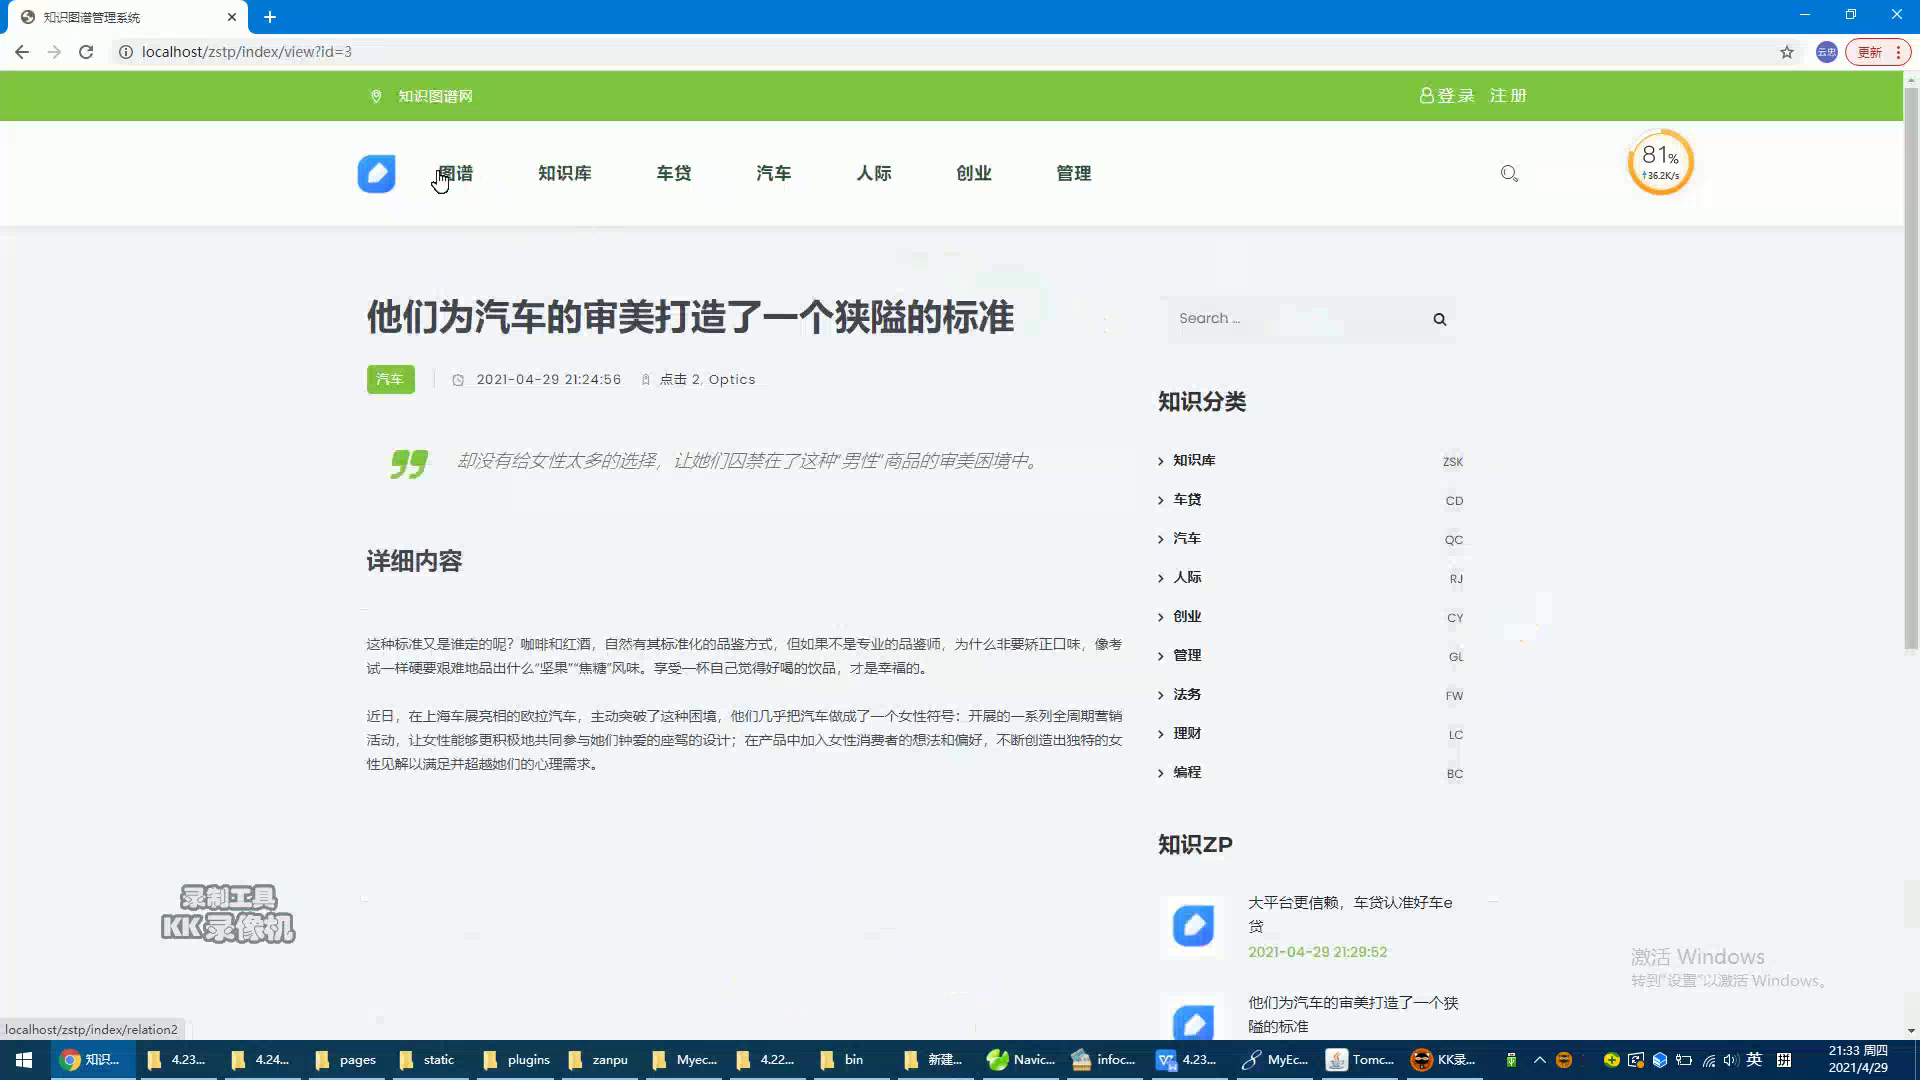 知识图谱管理系统
localhost/zstp/index/view?id=3
云忠
更新
知识图谱网
登录 注册
图谱 知识库 车贷 汽车 人际 创业 管理
81%
36.2K/s
他们为汽车的审美打造了一个狭隘的标准
汽车 2021-04-29 21:24:56 点击 2, Optics
却没有给女性太多的选择，让她们囚禁在了这种“男性”商品的审美困境中。
详细内容
这种标准又是谁定的呢？咖啡和红酒，自然有其标准化的品鉴方式，但如果不是专业的品鉴师，为什么非要矫正口味，像考
试一样硬要艰难地品出什么“坚果”“焦糖”风味。享受一杯自己觉得好喝的饮品，才是幸福的。
近日，在上海车展亮相的欧拉汽车，主动突破了这种困境，他们几乎把汽车做成了一个女性符号：开展的一系列全周期营销
活动，让女性能够更积极地共同参与她们钟爱的座驾的设计；在产品中加入女性消费者的想法和偏好，不断创造出独特的女
性见解以满足并超越她们的心理需求。
Search ...
知识分类
知识库 ZSK
车贷 CD
汽车 QC
人际 RJ
创业 CY
管理 GL
法务 FW
理财 LC
编程 BC
知识ZP
大平台更信赖，车贷认准好车e
贷
2021-04-29 21:29:52
他们为汽车的审美打造了一个狭
隘的标准
录制工具
KK录像机
激活 Windows
转到“设置”以激活 Windows。
localhost/zstp/index/relation2
知识... 4.23... 4.24... pages static plugins zanpu Myec... 4.22... bin 新建... Navic... infoc... 4.23... MyEc... Tomc... KK录... 英 拼
21:33 周四
2021/4/29